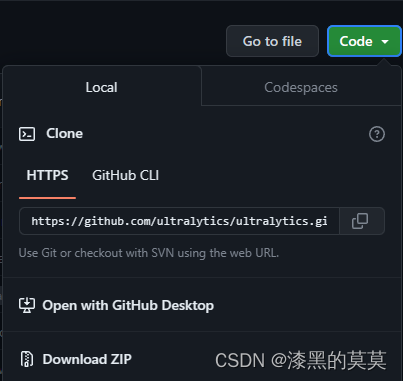 Go to file
Code
Local
Codespaces
Clone
HTTPS
GitHub CLI
https://github.com/ultralytics/ultralytics.gi
Use Git or checkout with SVN using the web URL.
Open with GitHub Desktop
Download ZIP
CSDN @漆黑的莫莫